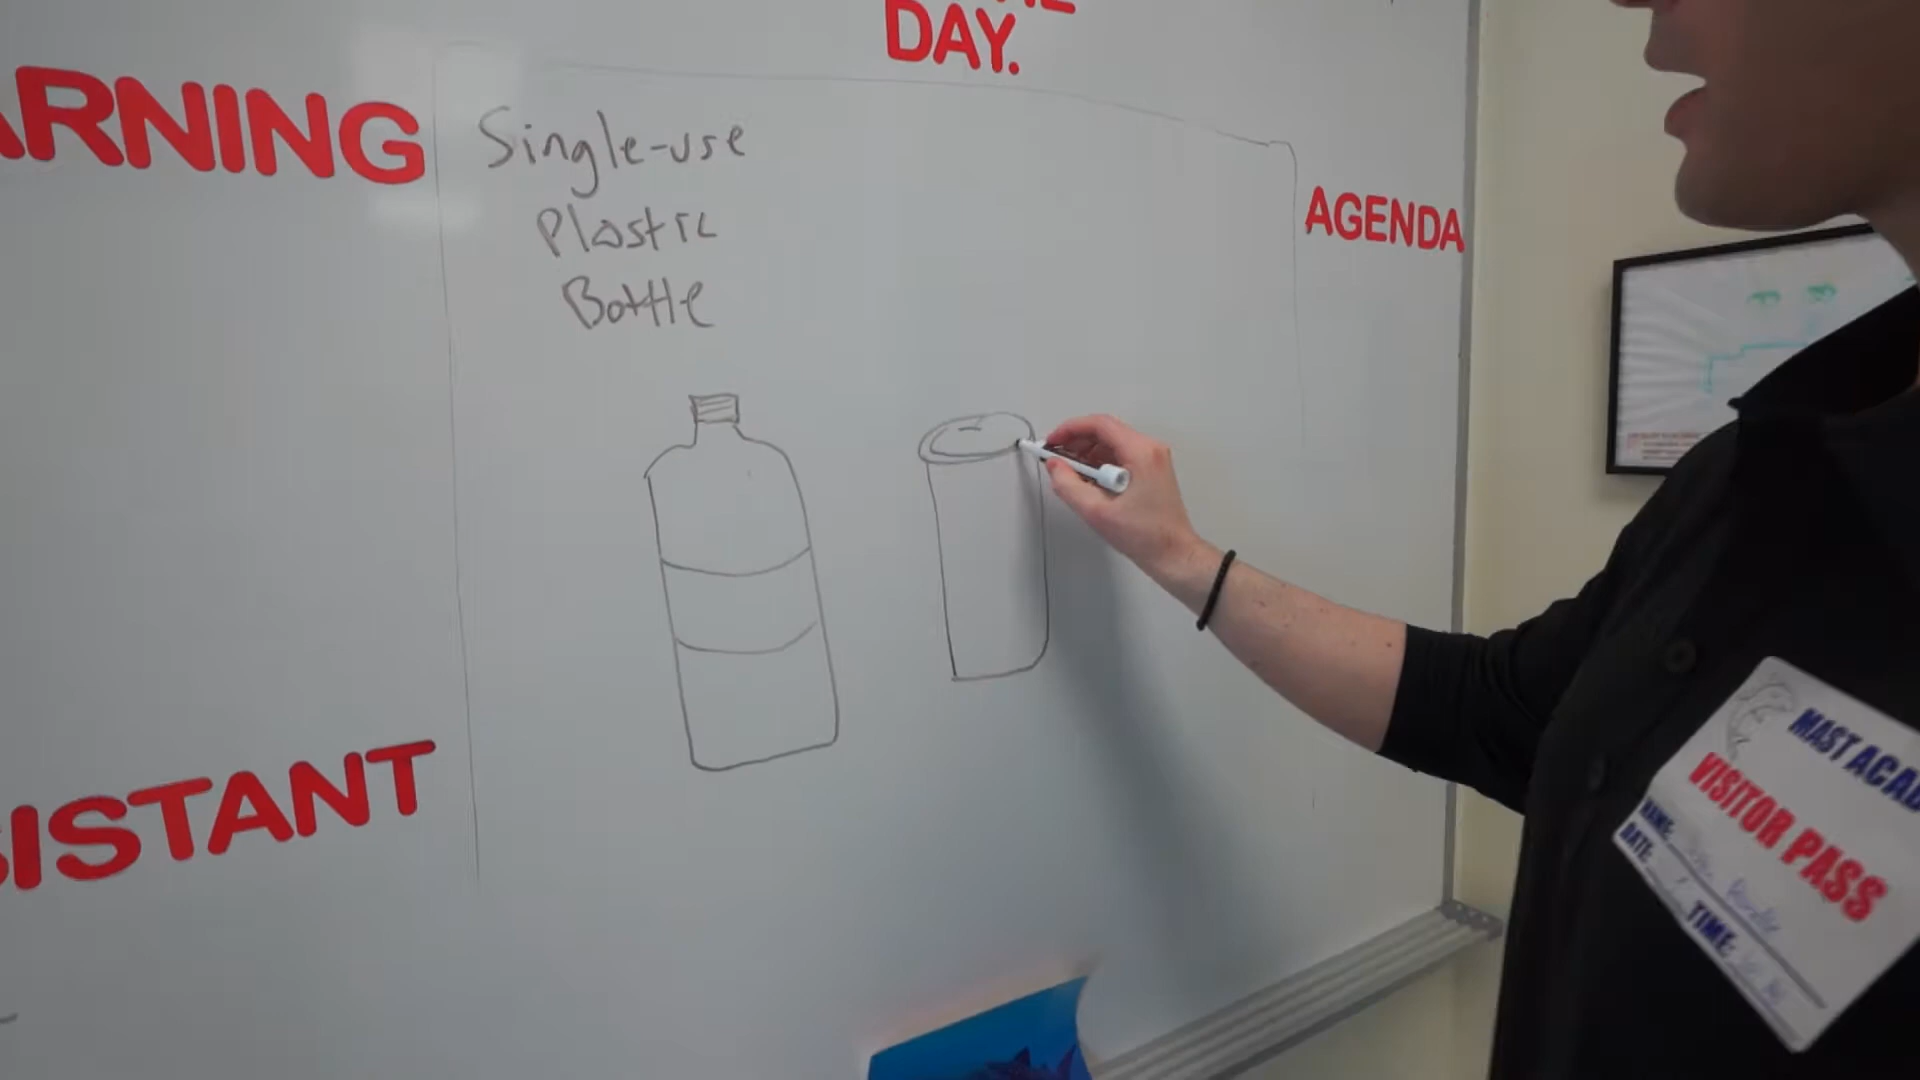 DAY.
ARNING
Single-use
Plastic
Bottle
AGENDA
ISTANT
MAST ACAD
VISITOR PASS
NAME:
DATE:
TIME: